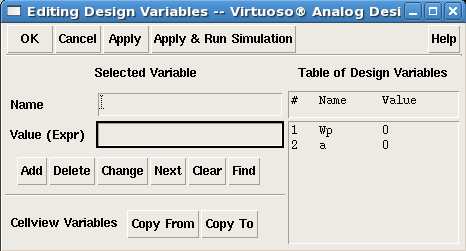 Editing Design Variables -- Virtuoso® Analog Desi
OK Cancel Apply Apply & Run Simulation Help
Selected Variable
Name
Value (Expr)
Add Delete Change Next Clear Find
Cellview Variables Copy From Copy To
Table of Design Variables
# Name Value
1 Wp 0
2 a 0